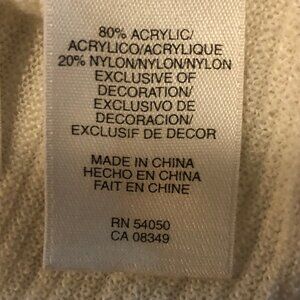 80% ACRYLIC/
ACRYLICO/ACRYLIQUE
20% NYLON/NYLON/NYLON
EXCLUSIVE OF
DECORATION/
EXCLUSIVO DE
DECORACION/
EXCLUSIF DE DECOR
MADE IN CHINA
HECHO EN CHINA
FAIT EN CHINE
RN 54050
CA 08349